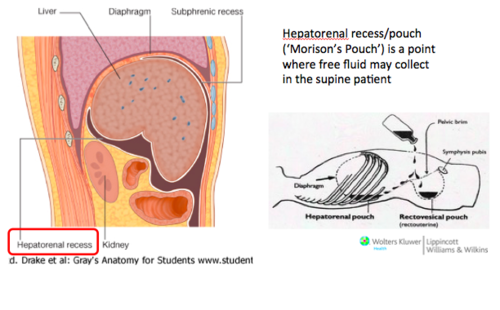 Liver Diaphragm Subphrenic recess
Hepatorenal recess/pouch
('Morison's Pouch') is a point
where free fluid may collect
in the supine patient
Pelvic brim
Symphysis pubis
Diaphragm
Hepatorenal pouch Rectovesical pouch
(rectouterine)
Wolters Kluwer Lippincott
Health Williams & Wilkins
Hepatorenal recess Kidney
d. Drake et al: Gray's Anatomy for Students www.student